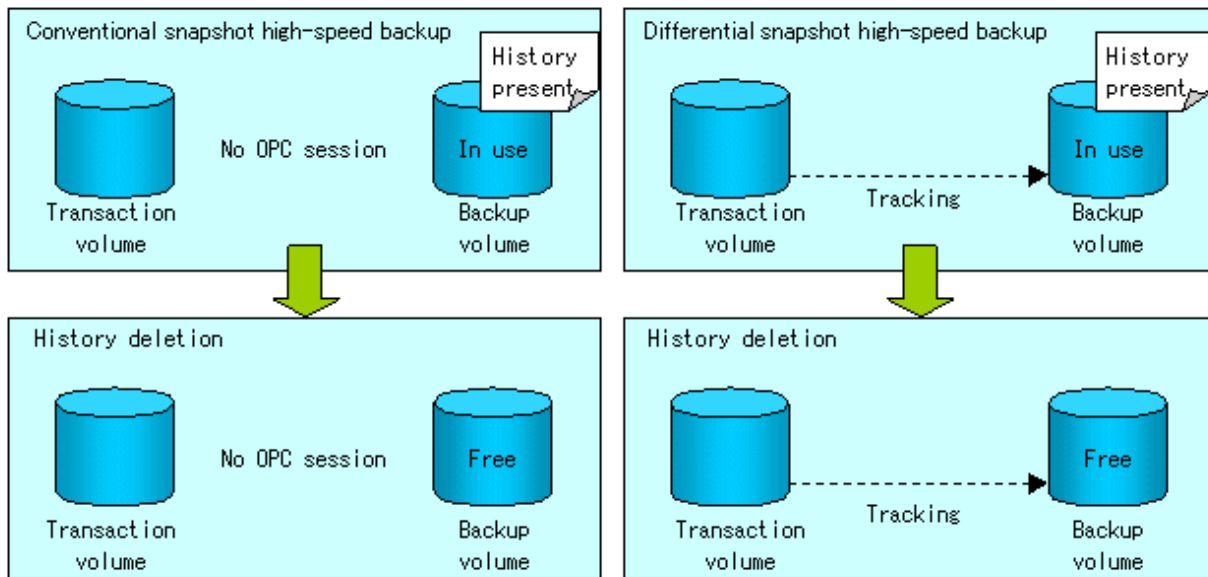 Conventional snapshot high-speed backup
History
present
No OPC session
In use
Transaction
volume
Backup
volume
Differential snapshot high-speed backup
History
present
In use
Tracking
Transaction
volume
Backup
volume
History deletion
No OPC session
Free
Transaction
volume
Backup
volume
History deletion
Free
Tracking
Transaction
volume
Backup
volume